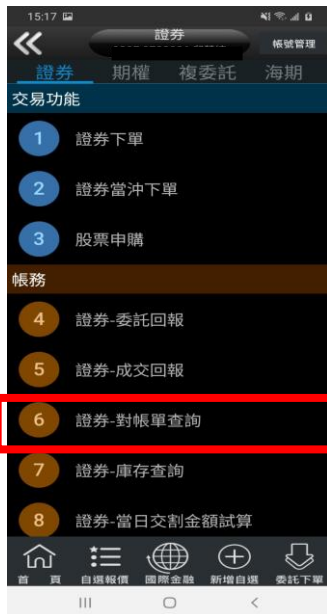 15:17
證券
帳號管理
證券 期權 複委託 海期
交易功能
1 證券下單
2 證券當沖下單
3 股票申購
帳務
4 證券-委託回報
5 證券-成交回報
6 證券-對帳單查詢
7 證券-庫存查詢
8 證券-當日交割金額試算
首 頁 自選報價 國際金融 新增自選 委託下單